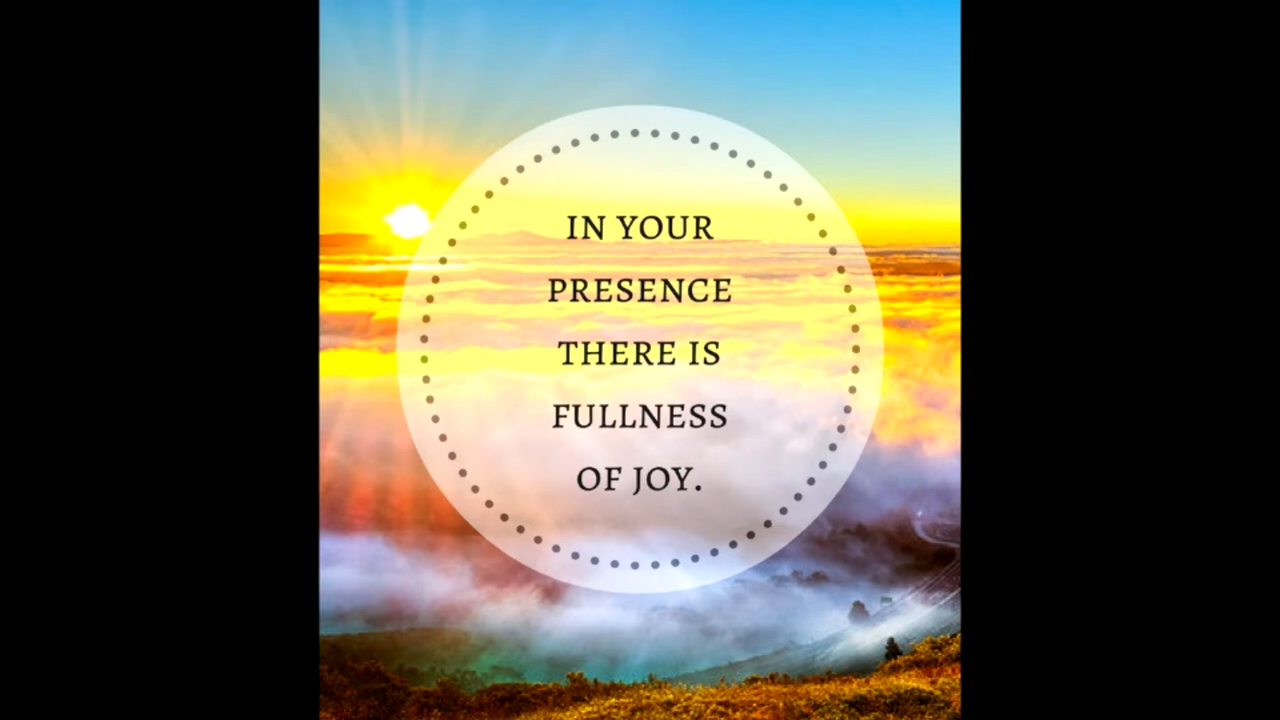 IN YOUR
PRESENCE
THERE IS
FULLNESS
OF JOY.